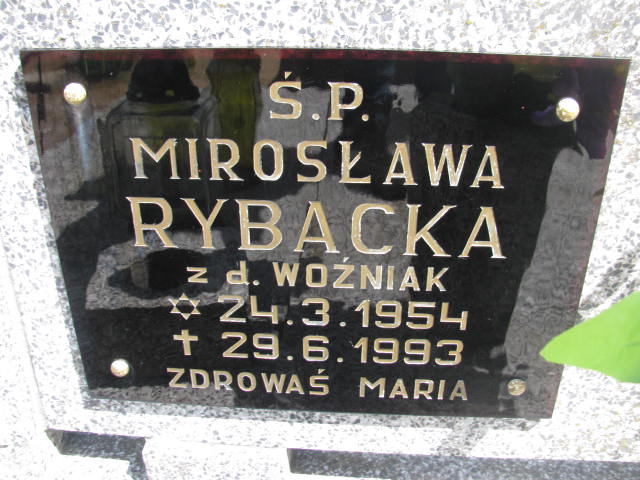 Ś.P.
MIROSŁAWA
RYBACKA
z d. WOŹNIAK
✡ 24.3.1954
✝ 29.6.1993
ZDROWAŚ MARIA